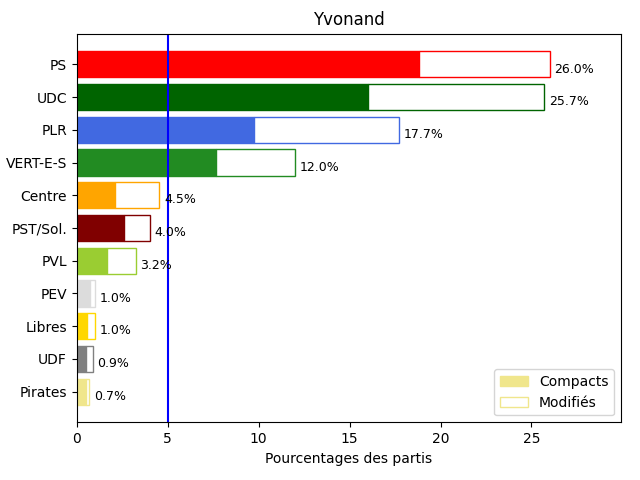 Yvonand
PS 26.0%
UDC 25.7%
PLR 17.7%
VERT-E-S 12.0%
Centre 4.5%
PST/Sol. 4.0%
PVL 3.2%
PEV 1.0%
Libres 1.0%
UDF 0.9%
Pirates 0.7%
Compacts
Modifiés
0 5 10 15 20 25
Pourcentages des partis